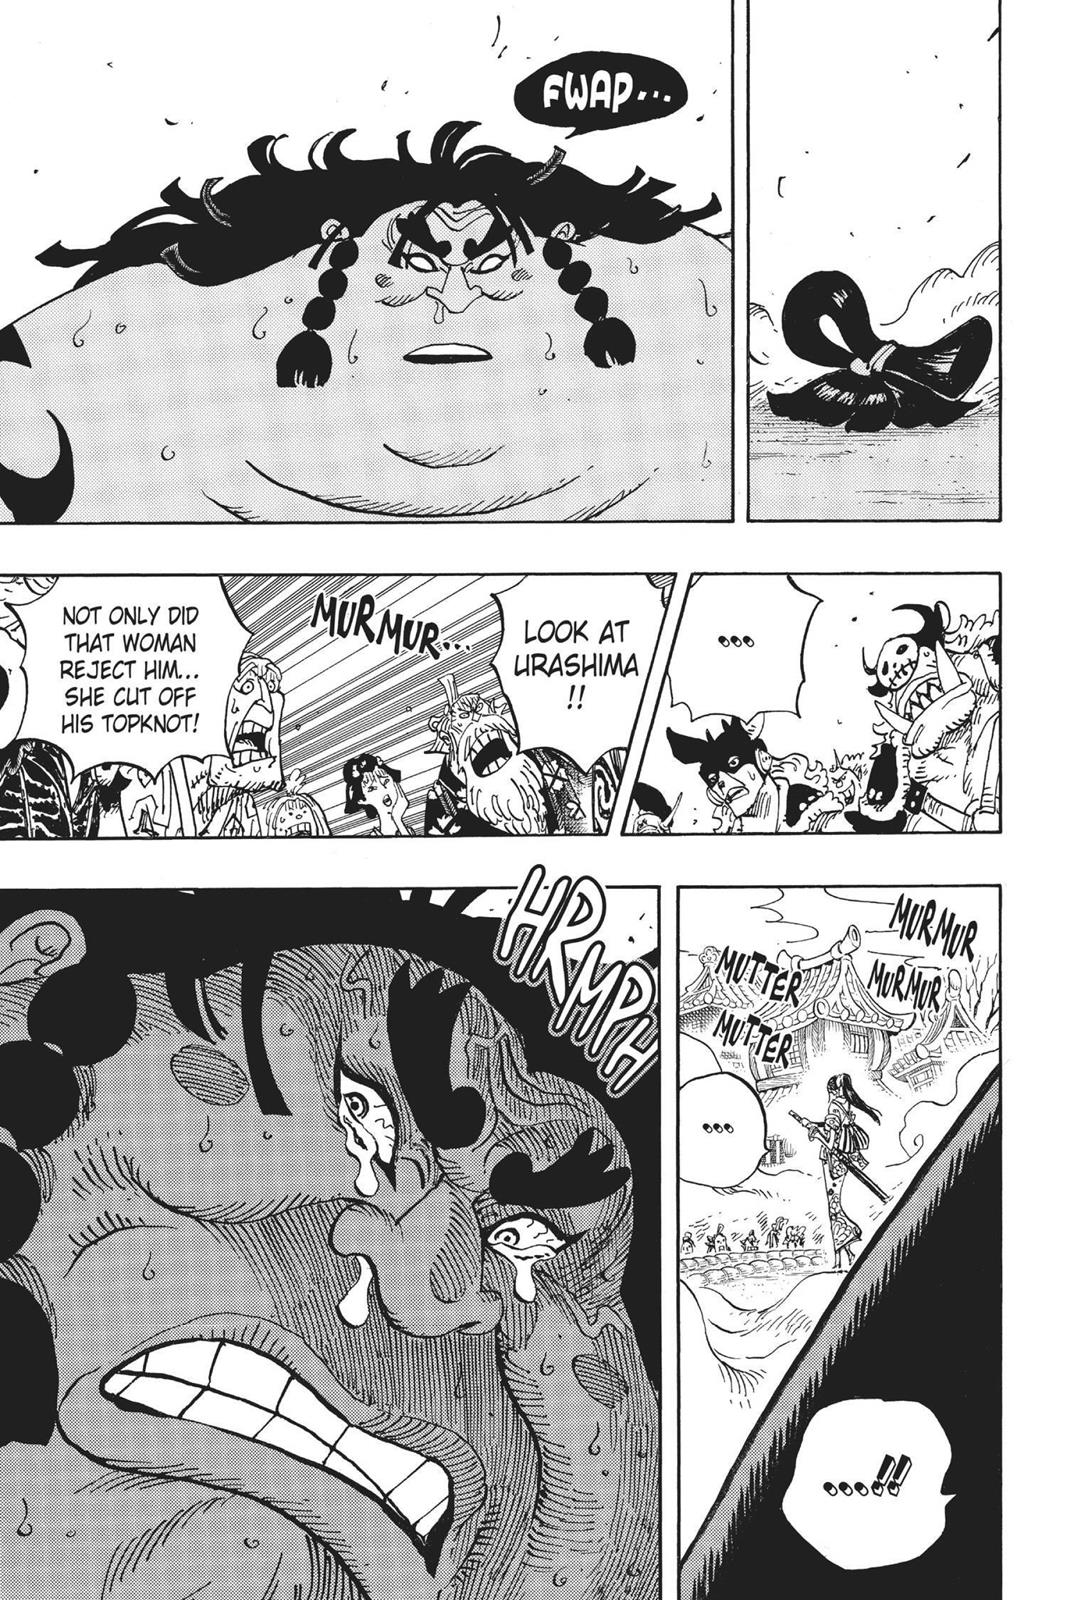 FWAP...
...
LOOK AT
URASHIMA
!!
MURMUR...
NOT ONLY DID
THAT WOMAN
REJECT HIM...
SHE CUT OFF
HIS TOPKNOT!
MURMUR
MURMUR
MUTTER
MUTTER
...
....!!
HRMPH